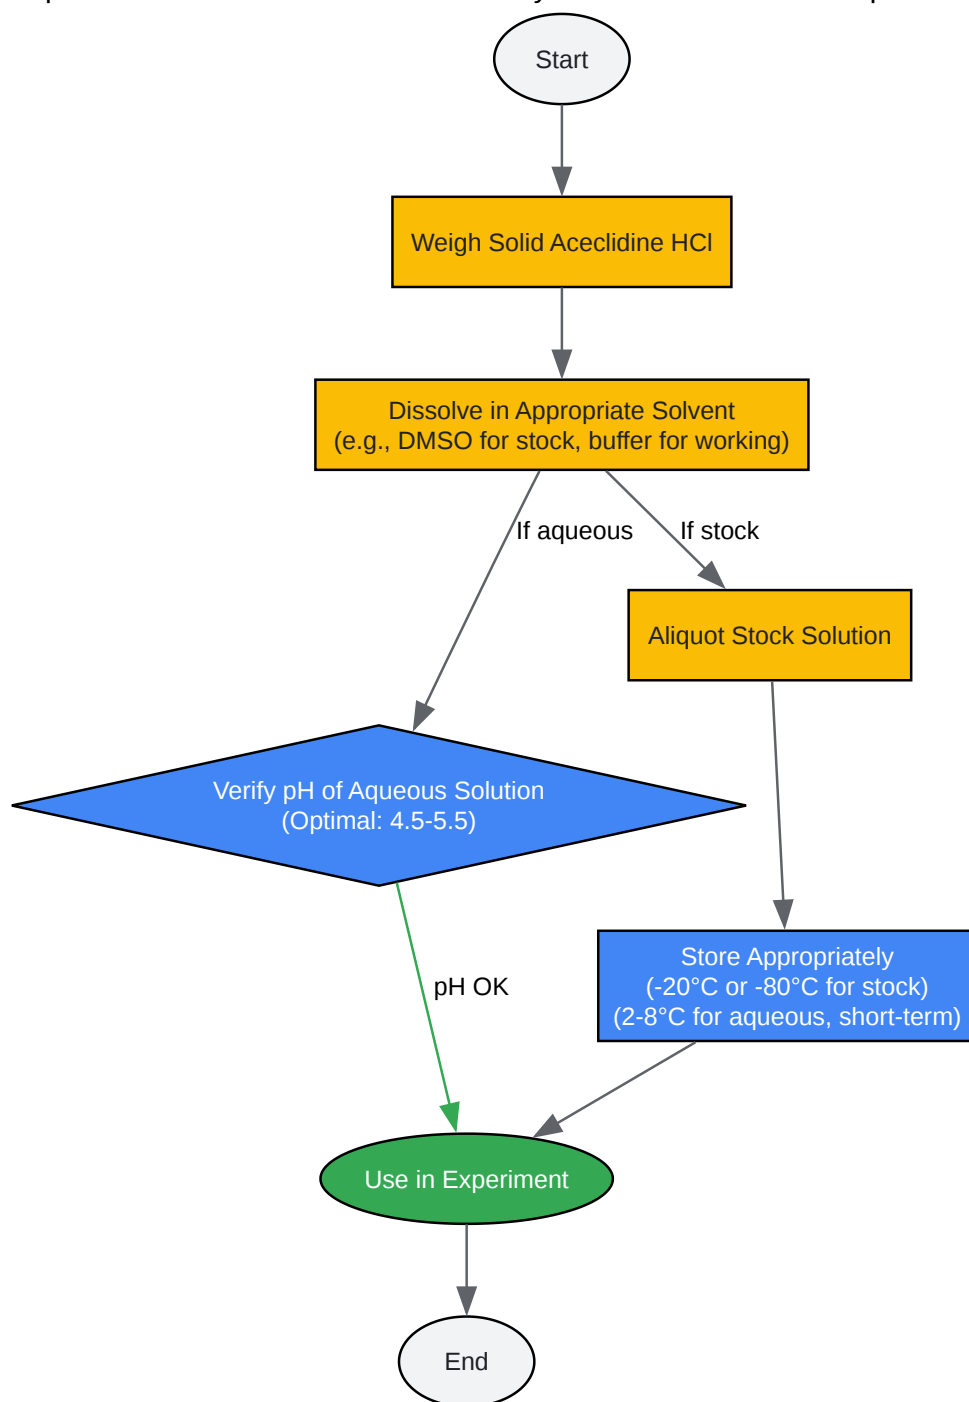 Start
Weigh Solid Aceclidine HCl
Dissolve in Appropriate Solvent
(e.g., DMSO for stock, buffer for working)
If aqueous
If stock
Aliquot Stock Solution
Verify pH of Aqueous Solution
(Optimal: 4.5-5.5)
Store Appropriately
(-20°C or -80°C for stock)
(2-8°C for aqueous, short-term)
pH OK
Use in Experiment
End